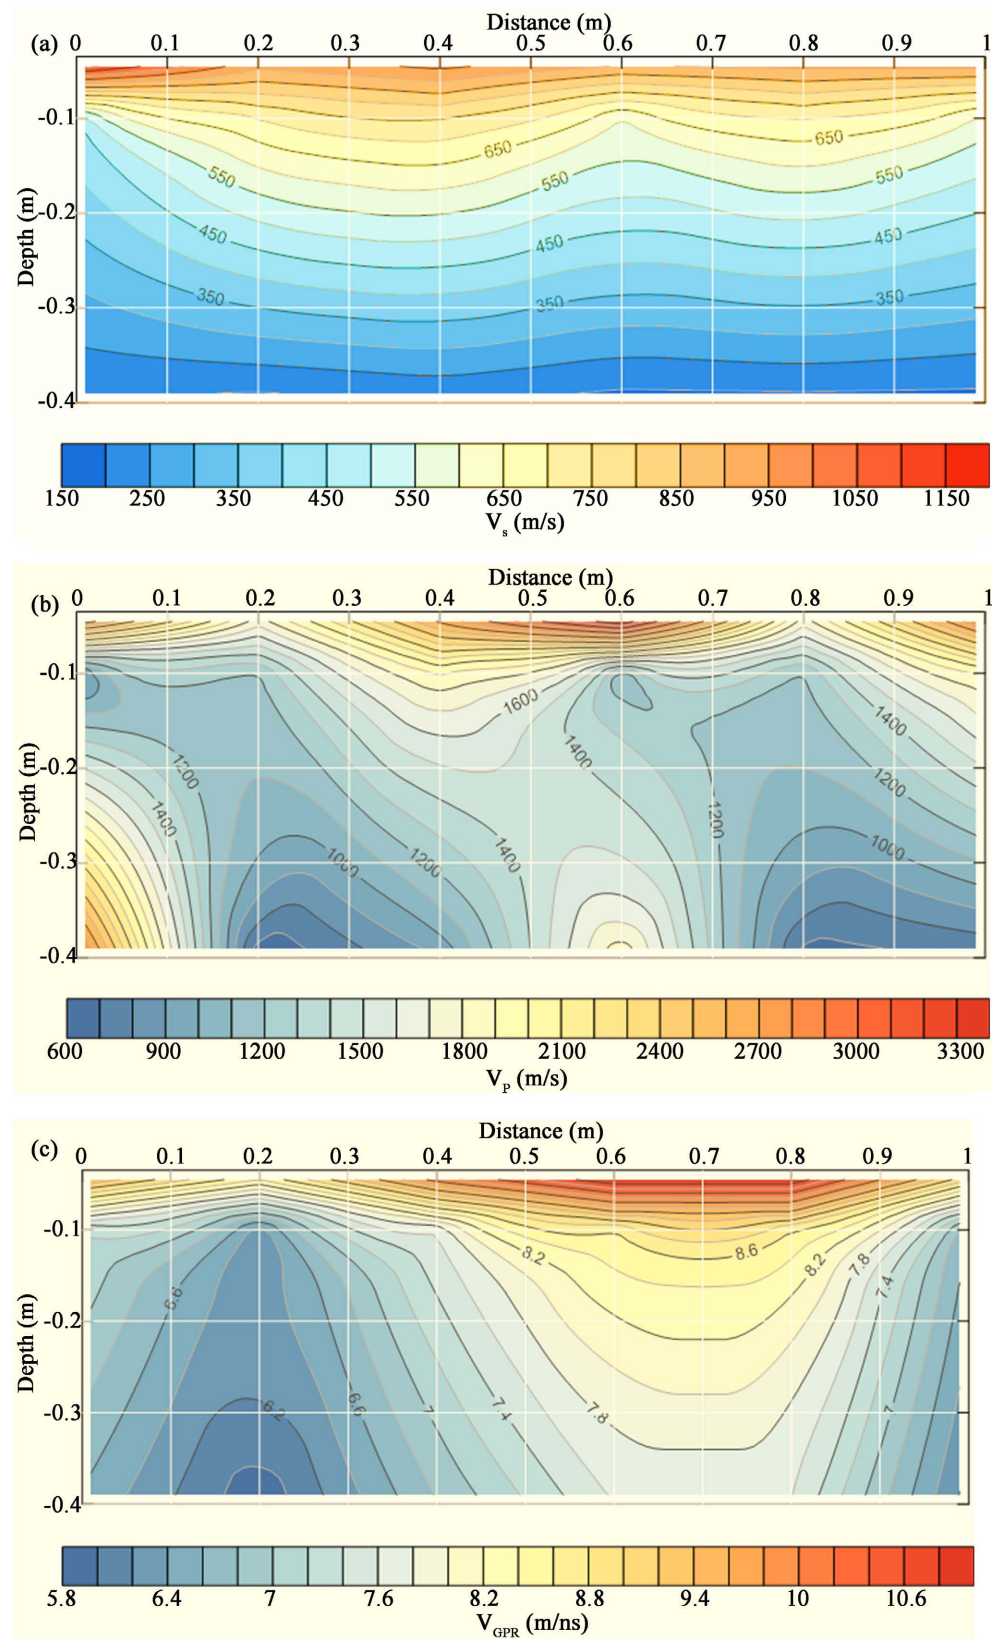 Distance (m)
(a) 0 0.1 0.2 0.3 0.4 0.5 0.6 0.7 0.8 0.9 1
Depth (m)
-0.1
-0.2
-0.3
-0.4
650 650
550 550 550
450 450 450
350 350 350
150 250 350 450 550 650 750 850 950 1050 1150
Vs (m/s)
Distance (m)
(b) 0 0.1 0.2 0.3 0.4 0.5 0.6 0.7 0.8 0.9 1
Depth (m)
-0.1
-0.2
-0.3
-0.4
1600 1400
1400
1200 1200
1400 1200
1400 1000
1000 1200
600 900 1200 1500 1800 2100 2400 2700 3000 3300
VP (m/s)
Distance (m)
(c) 0 0.1 0.2 0.3 0.4 0.5 0.6 0.7 0.8 0.9 1
Depth (m)
-0.1
-0.2
-0.3
-0.4
8.2 8.6 8.2 7.8
6.6 7.4
6.2 6.6 7 7.4 7.8 7
5.8 6.4 7 7.6 8.2 8.8 9.4 10 10.6
VGPR (m/ns)